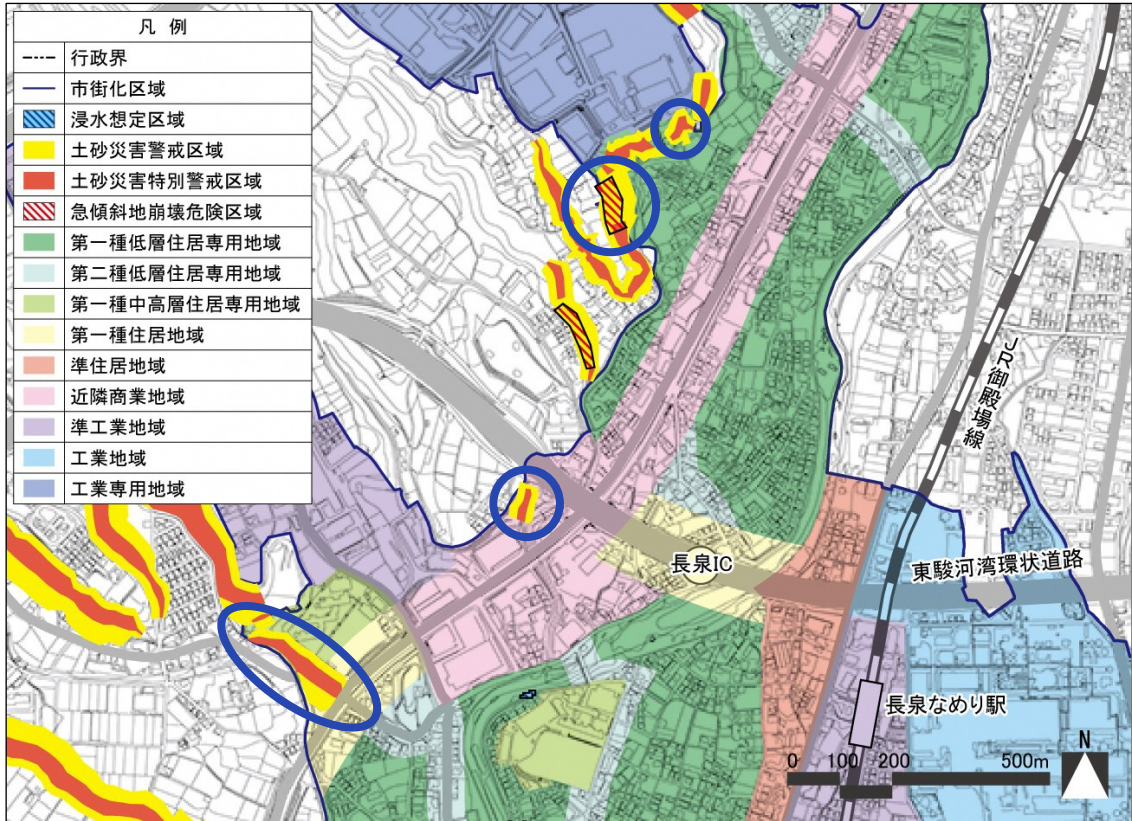 凡例
行政界
市街化区域
浸水想定区域
土砂災害警戒区域
土砂災害特別警戒区域
急傾斜地崩壊危険区域
第一種低層住居専用地域
第二種低層住居専用地域
第一種中高層住居専用地域
第一種住居地域
準住居地域
近隣商業地域
準工業地域
工業地域
工業専用地域
JR御殿場線
長泉IC
東駿河湾環状道路
長泉なめり駅
N
0 100 200 500m